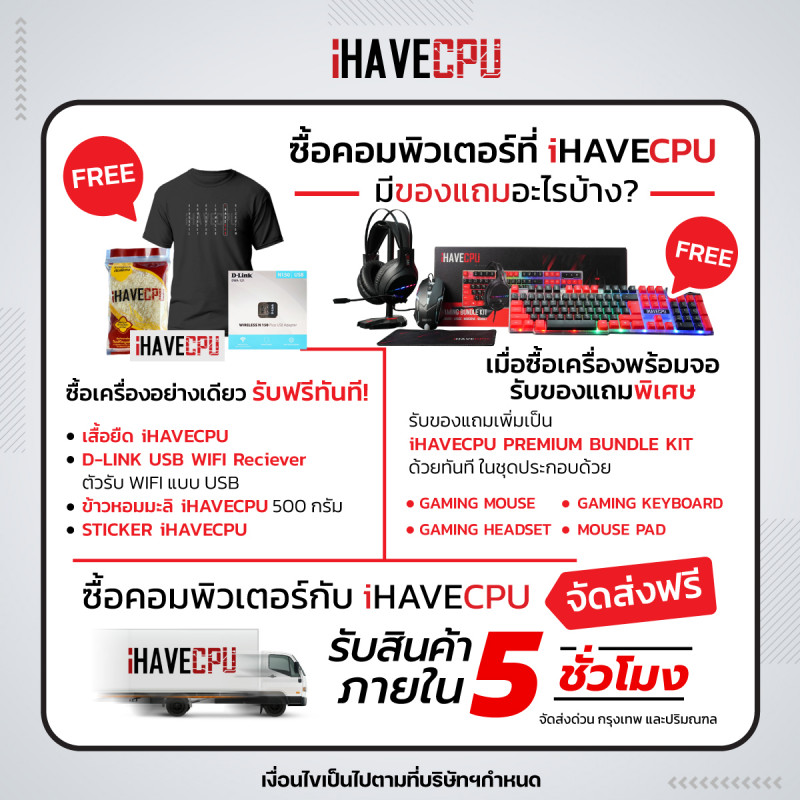 iHAVECPU
ซื้อคอมพิวเตอร์ที่ iHAVECPU
มีของแถมอะไรบ้าง?
FREE
FREE
iHAVECPU
D-Link
N150 USB
WIRELESS N 150 Pico USB Adapter
iHAVECPU
iHAVECPU
GAMING BUNDLE KIT
iHAVECPU
ซื้อเครื่องอย่างเดียว รับฟรีทันที!
• เสื้อยืด iHAVECPU
• D-LINK USB WIFI Reciever
ตัวรับ WIFI แบบ USB
• ข้าวหอมมะลิ iHAVECPU 500 กรัม
• STICKER iHAVECPU
เมื่อซื้อเครื่องพร้อมจอ
รับของแถมพิเศษ
รับของแถมเพิ่มเป็น
iHAVECPU PREMIUM BUNDLE KIT
ด้วยทันที ในชุดประกอบด้วย
• GAMING MOUSE • GAMING KEYBOARD
• GAMING HEADSET • MOUSE PAD
ซื้อคอมพิวเตอร์กับ iHAVECPU จัดส่งฟรี
iHAVECPU
รับสินค้า
ภายใน 5 ชั่วโมง
จัดส่งด่วน กรุงเทพ และปริมณฑล
เงื่อนไขเป็นไปตามที่บริษัทฯกำหนด